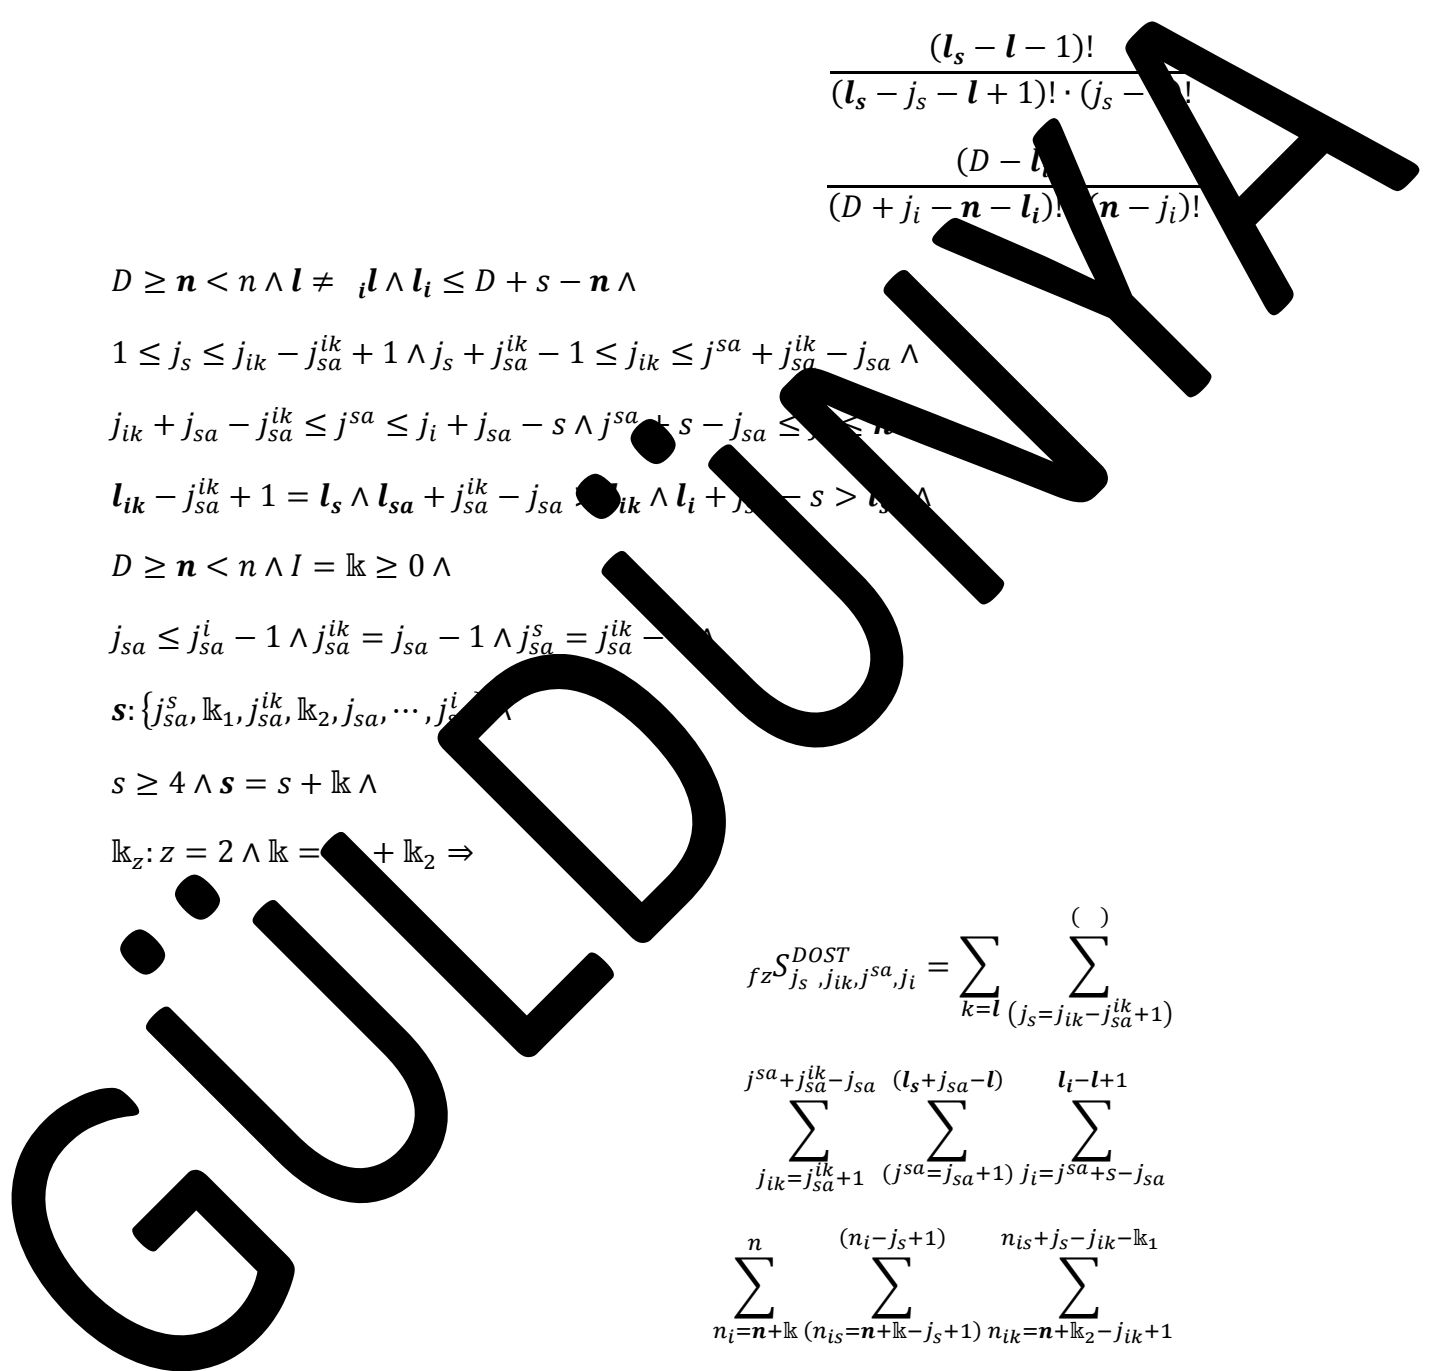 (l_s − l − 1)!
(l_s − j_s − l + 1)! · (j_s − )!
(D − l
(D + j_i − n − l_i)! (n − j_i)!
D ≥ n < n ∧ l ≠ _il ∧ l_i ≤ D + s − n ∧
1 ≤ j_s ≤ j_ik − j_sa^ik + 1 ∧ j_s + j_sa^ik − 1 ≤ j_ik ≤ j^sa + j_sa^ik − j_sa ∧
j_ik + j_sa − j_sa^ik ≤ j^sa ≤ j_i + j_sa − s ∧ j^sa + s − j_sa ≤ ≤
l_ik − j_sa^ik + 1 = l_s ∧ l_sa + j_sa^ik − j_sa ik ∧ l_i + − s > ∧
D ≥ n < n ∧ I = 𝕜 ≥ 0 ∧
j_sa ≤ j_sa^i − 1 ∧ j_sa^ik = j_sa − 1 ∧ j_sa^s = j_sa^ik − ∧
s: {j_sa^s, 𝕜_1, j_sa^ik, 𝕜_2, j_sa, ⋯ , j^i ∧
s ≥ 4 ∧ s = s + 𝕜 ∧
𝕜_z: z = 2 ∧ 𝕜 = + 𝕜_2 ⇒
_fzS_{j_s ,j_ik,j^sa,j_i}^{DOST} = ∑_{k=l} ∑_{(j_s=j_ik−j_sa^ik+1)}^{( )}
∑_{j_ik=j_sa^ik+1}^{j^sa+j_sa^ik−j_sa} ∑_{(j^sa=j_sa+1)}^{(l_s+j_sa−l)} ∑_{j_i=j^sa+s−j_sa}^{l_i−l+1}
∑_{n_i=n+𝕜}^{n} ∑_{(n_is=n+𝕜−j_s+1)}^{(n_i−j_s+1)} ∑_{n_ik=n+𝕜_2−j_ik+1}^{n_is+j_s−j_ik−𝕜_1}
GÜLDÜNYA